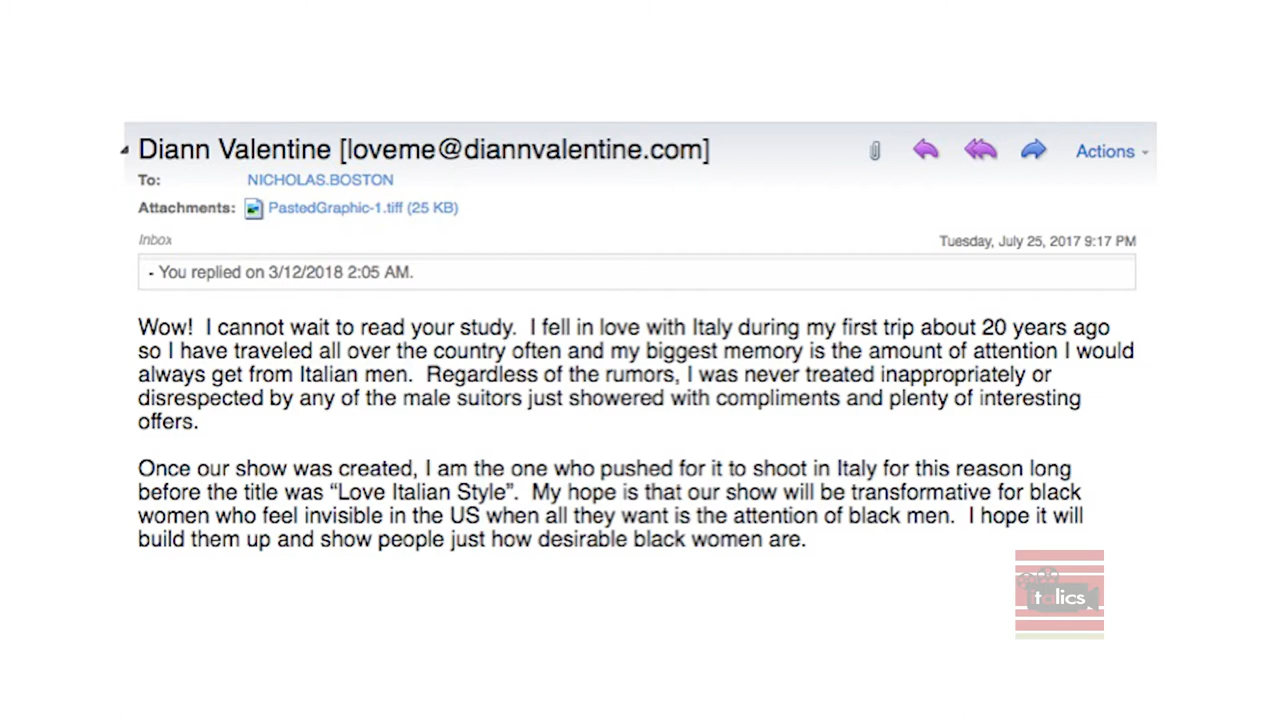 Diann Valentine [loveme@diannvalentine.com]
Actions
To: NICHOLAS.BOSTON
Attachments: PastedGraphic-1.tiff (25 KB)
Inbox
Tuesday, July 25, 2017 9:17 PM
- You replied on 3/12/2018 2:05 AM.
Wow!  I cannot wait to read your study.  I fell in love with Italy during my first trip about 20 years ago
so I have traveled all over the country often and my biggest memory is the amount of attention I would
always get from Italian men.  Regardless of the rumors, I was never treated inappropriately or
disrespected by any of the male suitors just showered with compliments and plenty of interesting
offers.
Once our show was created, I am the one who pushed for it to shoot in Italy for this reason long
before the title was “Love Italian Style”.  My hope is that our show will be transformative for black
women who feel invisible in the US when all they want is the attention of black men.  I hope it will
build them up and show people just how desirable black women are.
italics